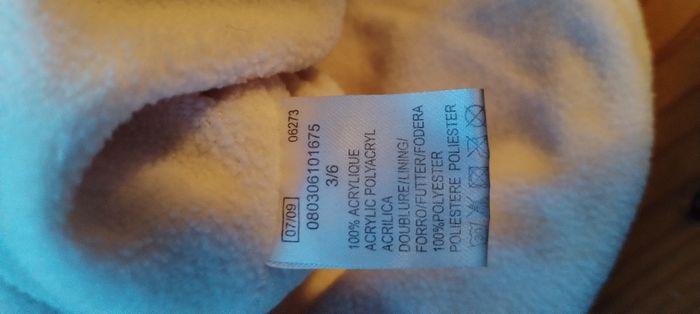 07/09 06273
080306101675
3/6
100% ACRYLIQUE
ACRYLIC POLYACRYL
ACRILICA
DOUBLURE/LINING/
FORRO/FUTTER/FODERA
100%POLYESTER
POLIESTERE POLIESTER